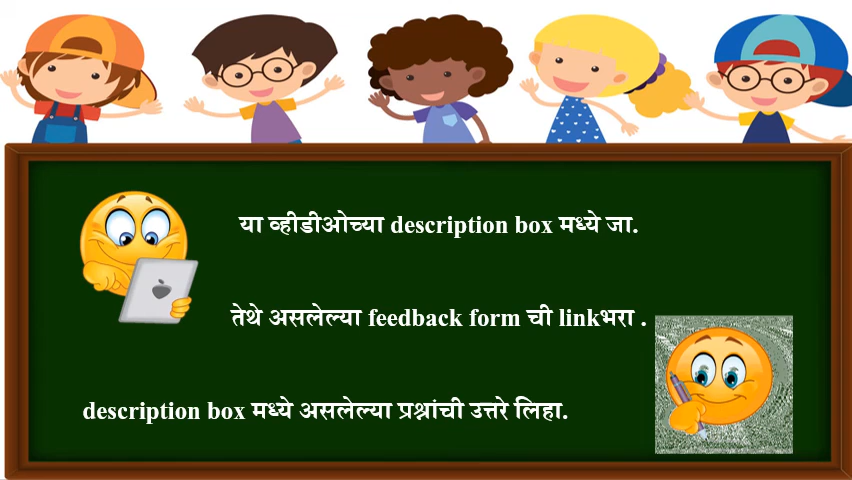 या व्हीडीओच्या description box मध्ये जा.
तेथे असलेल्या feedback form ची linkभरा .
description box मध्ये असलेल्या प्रश्नांची उत्तरे लिहा.